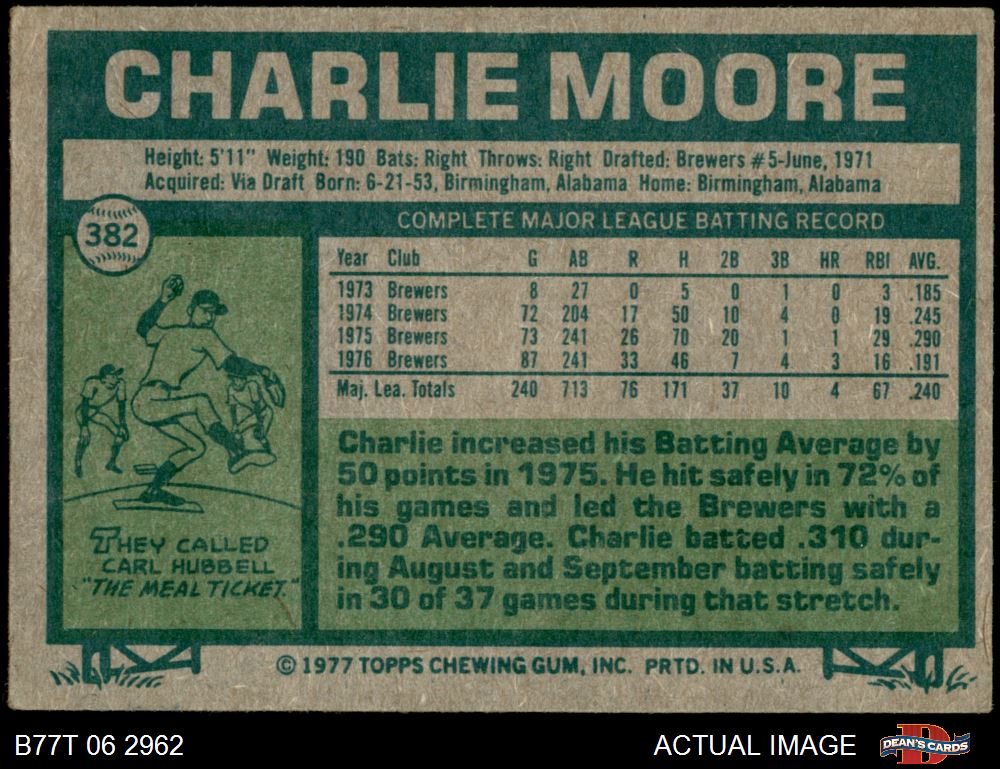 CHARLIE MOORE
Height: 5'11" Weight: 190 Bats: Right Throws: Right Drafted: Brewers #5-June, 1971
Acquired: Via Draft Born: 6-21-53, Birmingham, Alabama Home: Birmingham, Alabama
382
COMPLETE MAJOR LEAGUE BATTING RECORD
Year Club G AB R H 2B 3B HR RBI AVG.
1973 Brewers 8 27 0 5 0 1 0 3 .185
1974 Brewers 72 204 17 50 10 4 0 19 .245
1975 Brewers 73 241 26 70 20 1 1 29 .290
1976 Brewers 87 241 33 46 7 4 3 16 .191
Maj. Lea. Totals 240 713 76 171 37 10 4 67 .240
Charlie increased his Batting Average by
50 points in 1975. He hit safely in 72% of
his games and led the Brewers with a
.290 Average. Charlie batted .310 dur-
ing August and September batting safely
in 30 of 37 games during that stretch.
THEY CALLED
CARL HUBBELL
"THE MEAL TICKET."
© 1977 TOPPS CHEWING GUM, INC. PRTD. IN U.S.A.
B77T 06 2962
ACTUAL IMAGE
DEAN'S CARDS